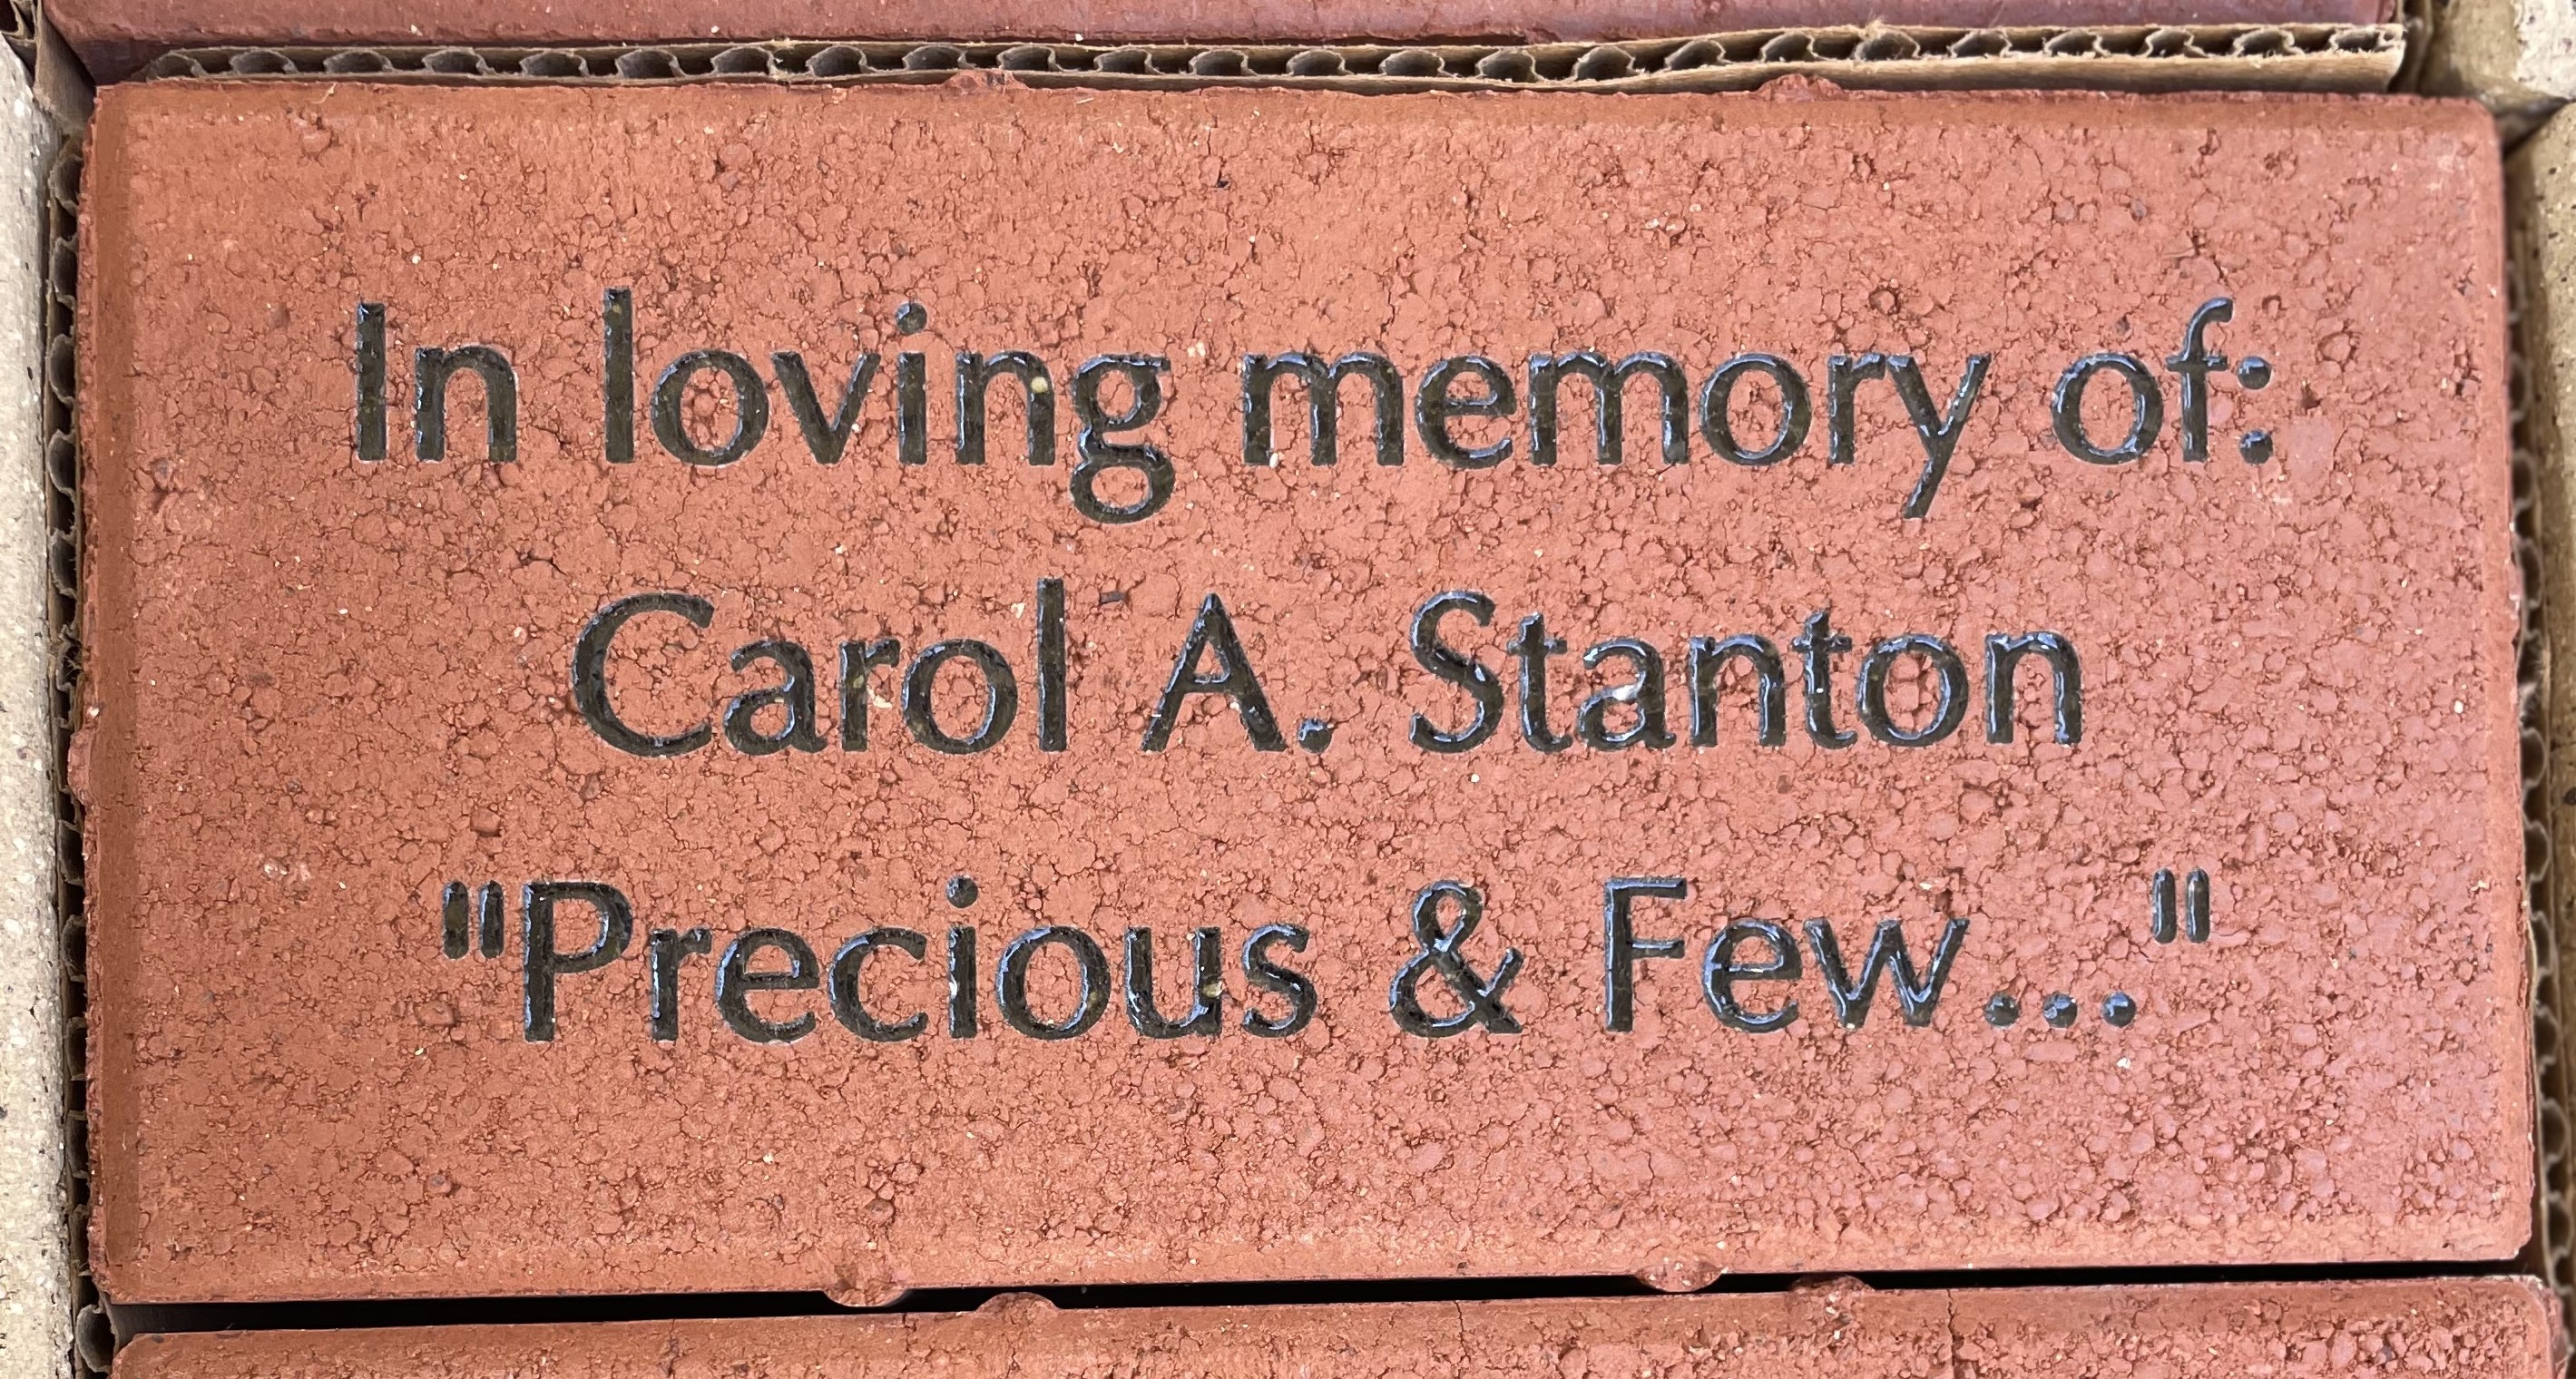 In loving memory of:
Carol A. Stanton
"Precious & Few..."